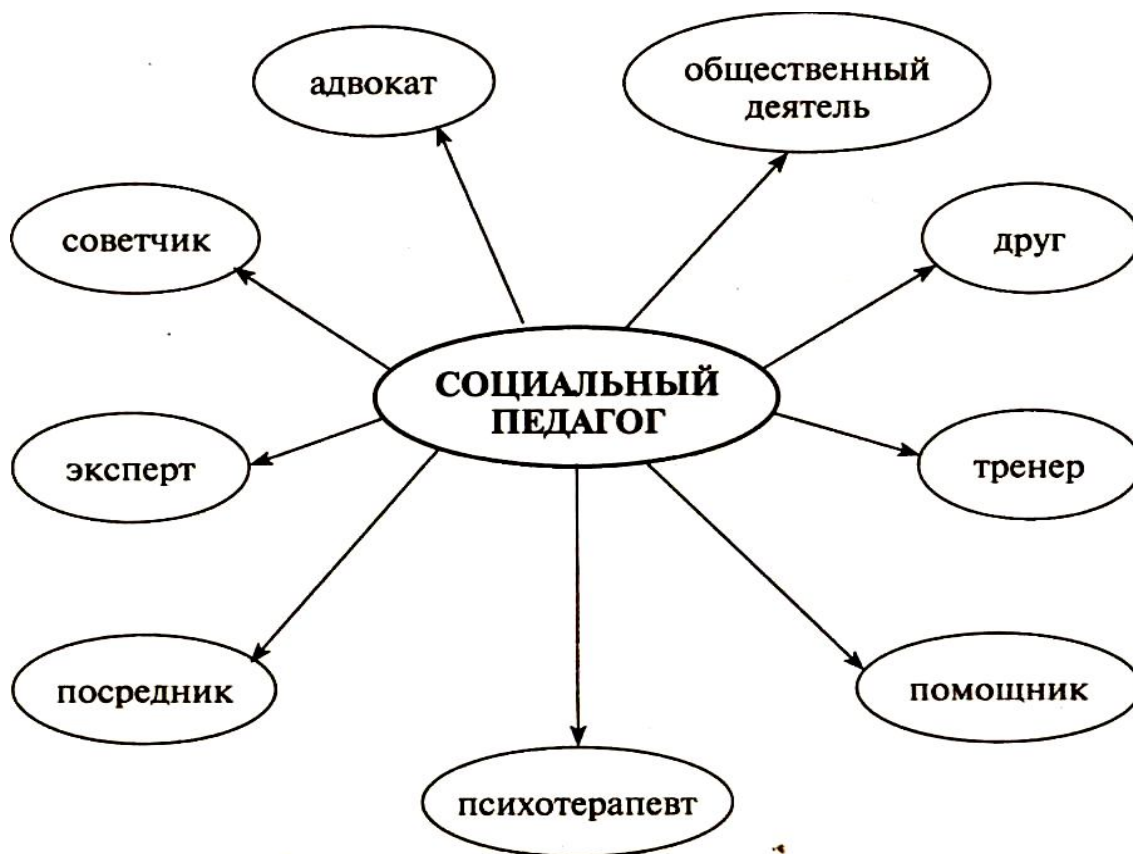 адвокат
общественный
деятель
советчик
друг
СОЦИАЛЬНЫЙ
ПЕДАГОГ
эксперт
тренер
посредник
помощник
психотерапевт